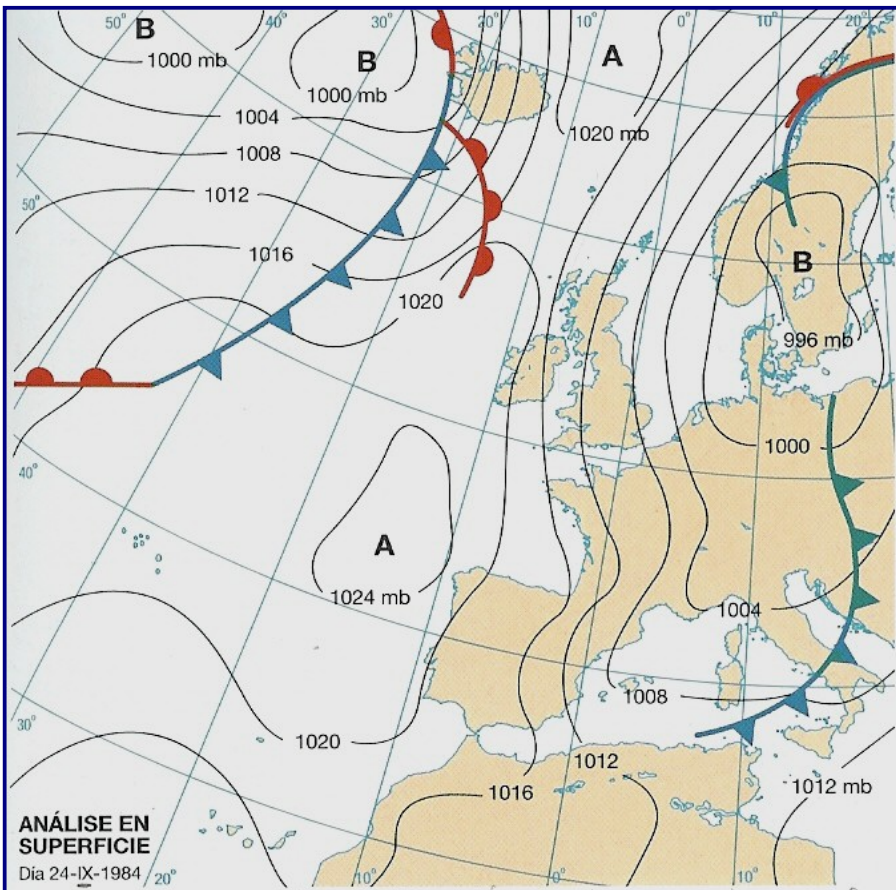 50° 40° 30° 20° 10° 0° 10° 20°
B
1000 mb
B
1000 mb
A
1020 mb
1004
1008
50°
1012
1016
1020
B
996 mb
1000
40°
A
1024 mb
1004
1008
30°
1020
1012
1016
1012 mb
ANÁLISE EN
SUPERFICIE
Día 24-IX-1984
20° 10° 0° 10°